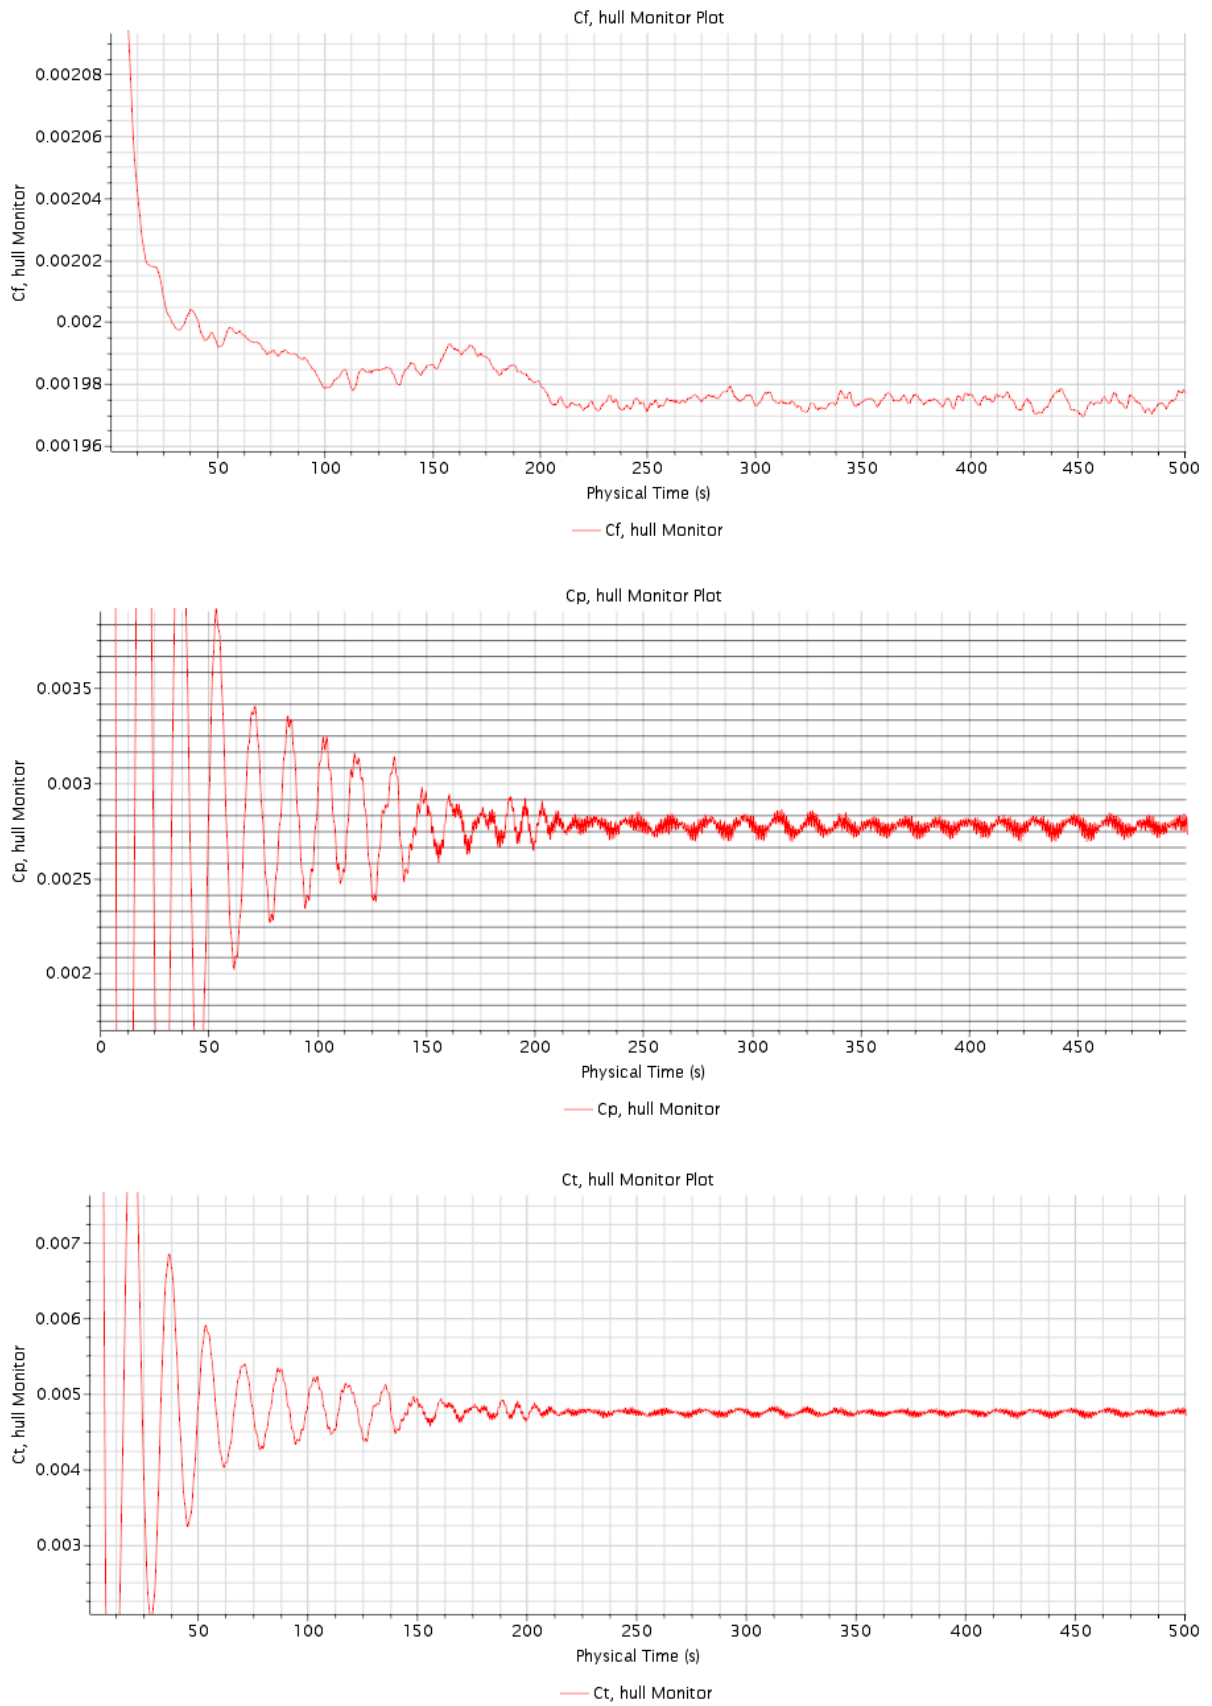 Cf, hull Monitor Plot
Cf, hull Monitor
0.00208
0.00206
0.00204
0.00202
0.002
0.00198
0.00196
50 100 150 200 250 300 350 400 450 500
Physical Time (s)
Cf, hull Monitor
Cp, hull Monitor Plot
Cp, hull Monitor
0.0035
0.003
0.0025
0.002
0 50 100 150 200 250 300 350 400 450
Physical Time (s)
Cp, hull Monitor
Ct, hull Monitor Plot
Ct, hull Monitor
0.007
0.006
0.005
0.004
0.003
50 100 150 200 250 300 350 400 450 500
Physical Time (s)
Ct, hull Monitor